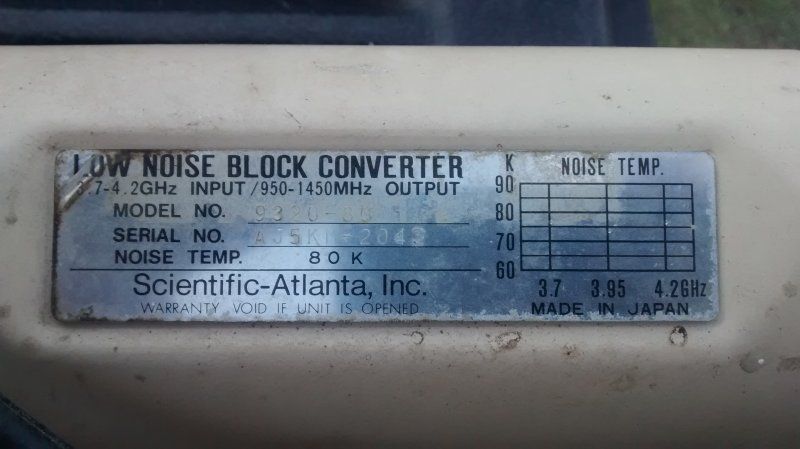 LOW NOISE BLOCK CONVERTER
3.7-4.2GHz INPUT/950-1450MHz OUTPUT
MODEL NO.
SERIAL NO.
NOISE TEMP. 80K
Scientific-Atlanta, Inc.
WARRANTY VOID IF UNIT IS OPENED
K NOISE TEMP.
90
80
70
60
3.7 3.95 4.2GHz
MADE IN JAPAN